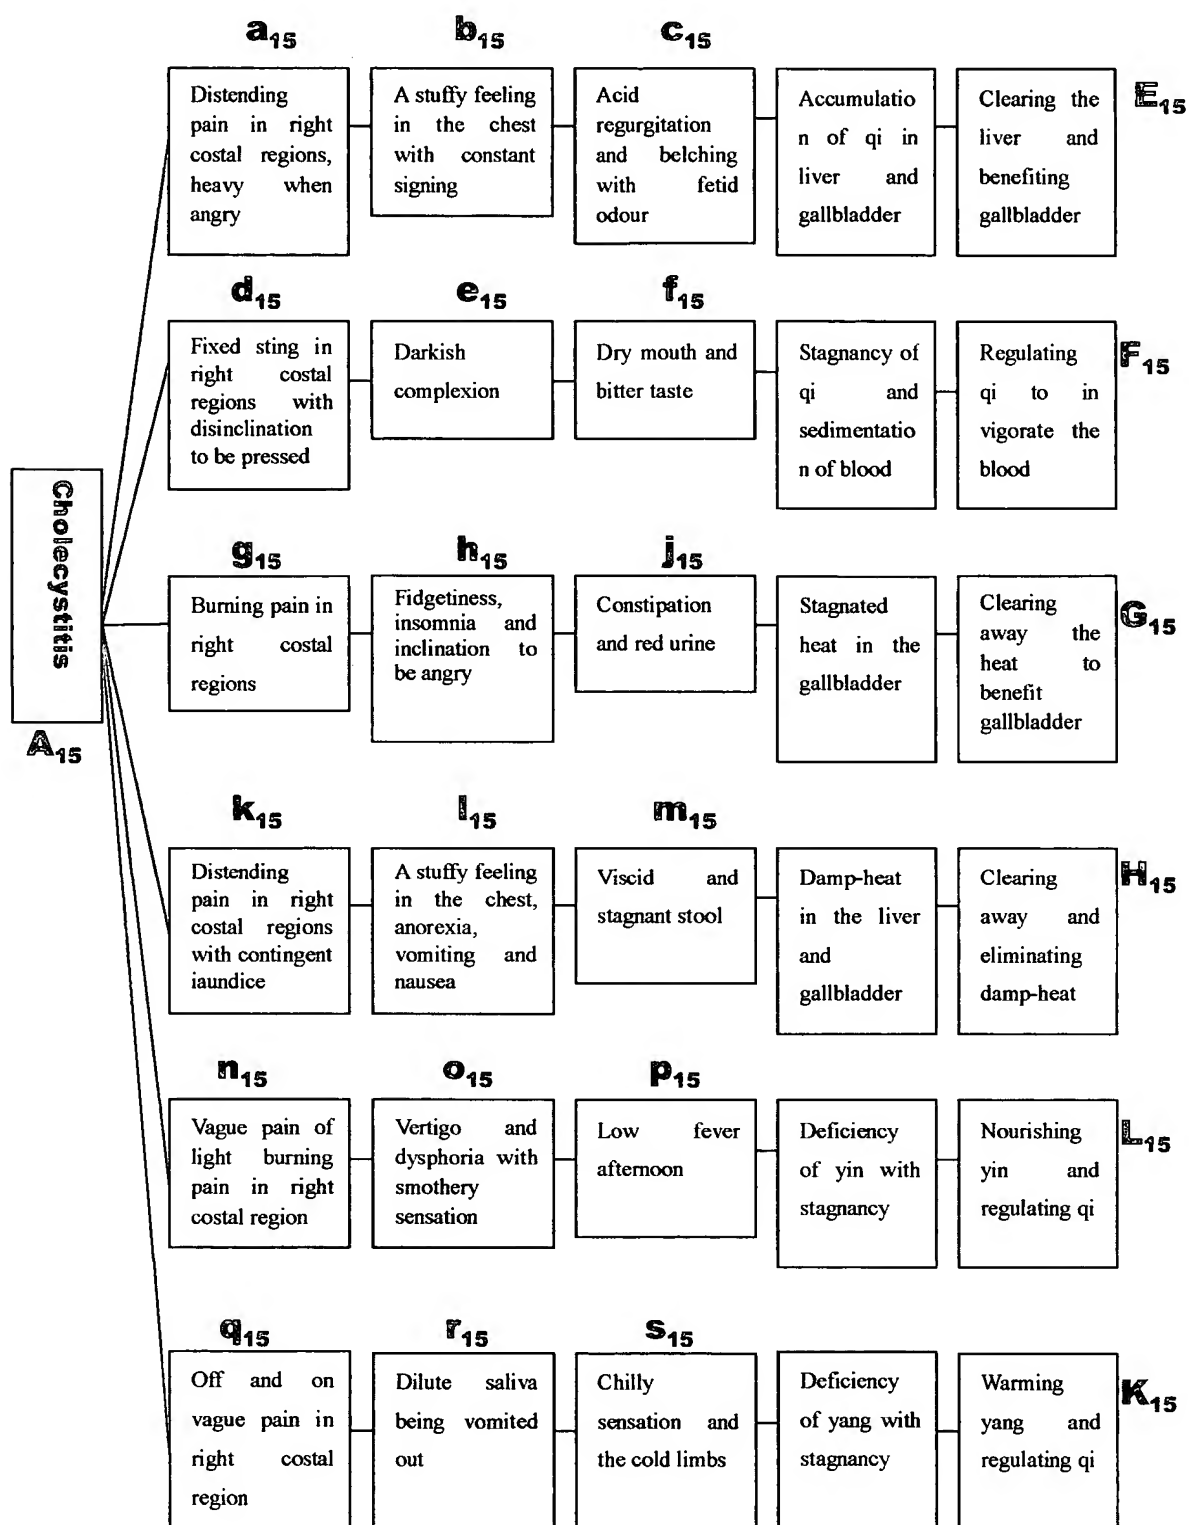 a15 b15 c15
Distending
pain in right
costal regions,
heavy when
angry
A stuffy feeling
in the chest
with constant
signing
Acid
regurgitation
and belching
with fetid
odour
Accumulatio
n of qi in
liver and
gallbladder
Clearing the
liver and
benefiting
gallbladder
E15
d15 e15 f15
Fixed sting in
right costal
regions with
disinclination
to be pressed
Darkish
complexion
Dry mouth and
bitter taste
Stagnancy of
qi and
sedimentatio
n of blood
Regulating
qi to in
vigorate the
blood
F15
Cholecystitis
A15
g15 h15 j15
Burning pain in
right costal
regions
Fidgetiness,
insomnia and
inclination to
be angry
Constipation
and red urine
Stagnated
heat in the
gallbladder
Clearing
away the
heat to
benefit
gallbladder
G15
k15 l15 m15
Distending
pain in right
costal regions
with contingent
iaundice
A stuffy feeling
in the chest,
anorexia,
vomiting and
nausea
Viscid and
stagnant stool
Damp-heat
in the liver
and
gallbladder
Clearing
away and
eliminating
damp-heat
H15
n15 o15 p15
Vague pain of
light burning
pain in right
costal region
Vertigo and
dysphoria with
smothery
sensation
Low fever
afternoon
Deficiency
of yin with
stagnancy
Nourishing
yin and
regulating qi
L15
q15 r15 s15
Off and on
vague pain in
right costal
region
Dilute saliva
being vomited
out
Chilly
sensation and
the cold limbs
Deficiency
of yang with
stagnancy
Warming
yang and
regulating qi
K15